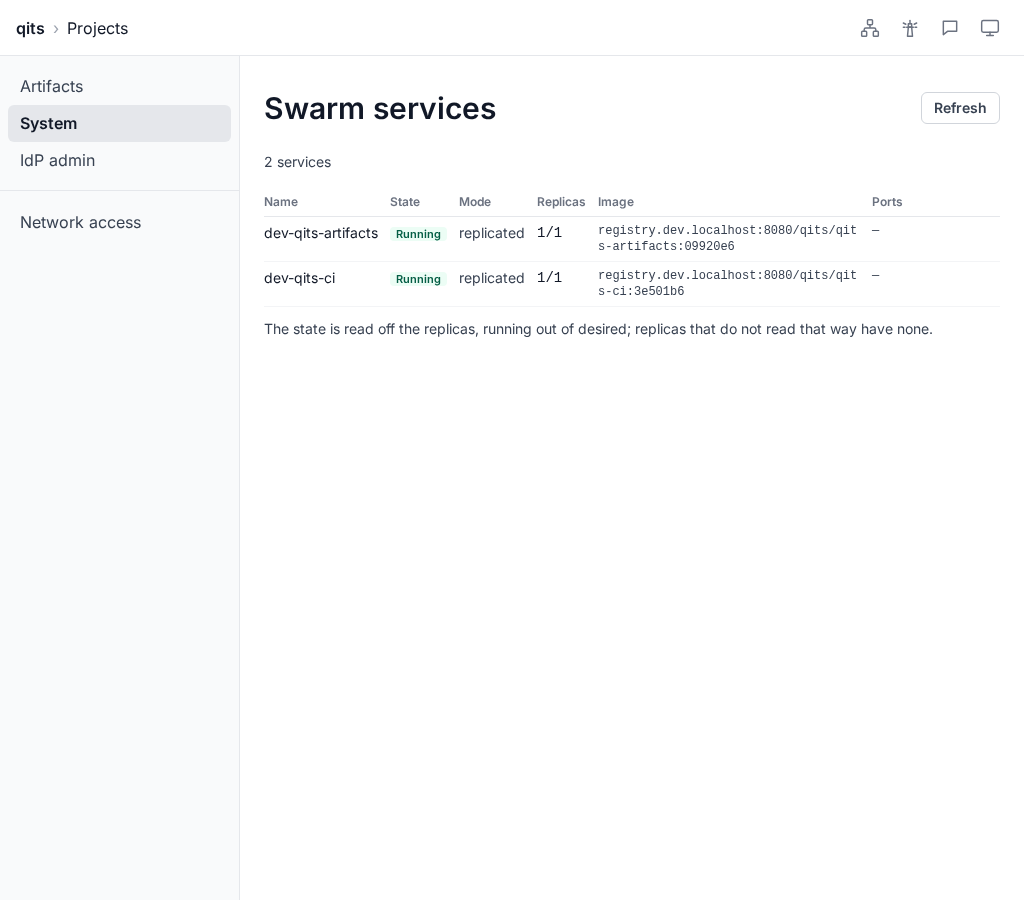 qits › Projects
Artifacts
System
IdP admin
Network access
Swarm services
Refresh
2 services
Name State Mode Replicas Image Ports
dev-qits-artifacts Running replicated 1/1 registry.dev.localhost:8080/qits/qit —
s-artifacts:09920e6
dev-qits-ci Running replicated 1/1 registry.dev.localhost:8080/qits/qit —
s-ci:3e501b6
The state is read off the replicas, running out of desired; replicas that do not read that way have none.